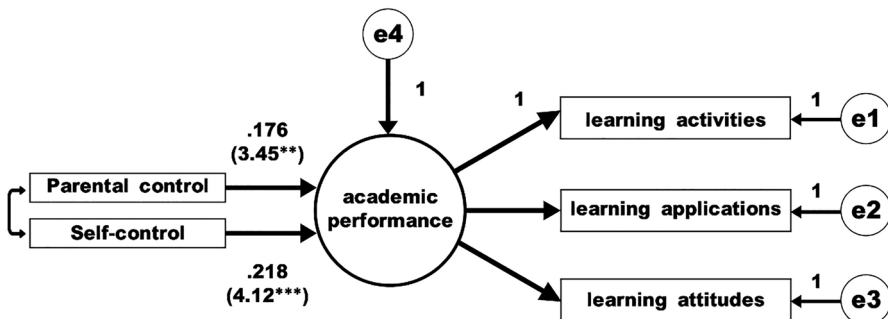 e4
1
1
learning activities
1
e1
.176
(3.45**)
Parental control
academic
performance
learning applications
1
e2
Self-control
.218
(4.12***)
learning attitudes
1
e3